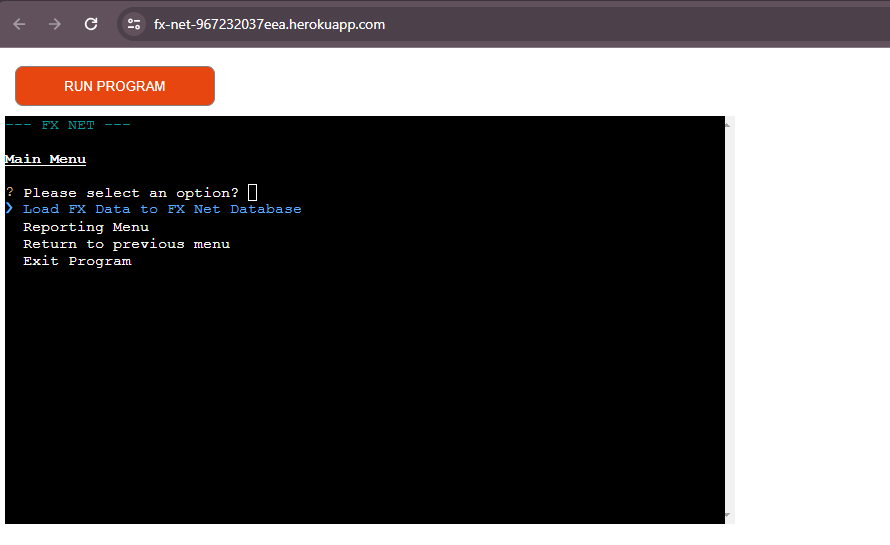 fx-net-967232037eea.herokuapp.com
RUN PROGRAM
--- FX NET ---
Main Menu
? Please select an option?
❯ Load FX Data to FX Net Database
Reporting Menu
Return to previous menu
Exit Program